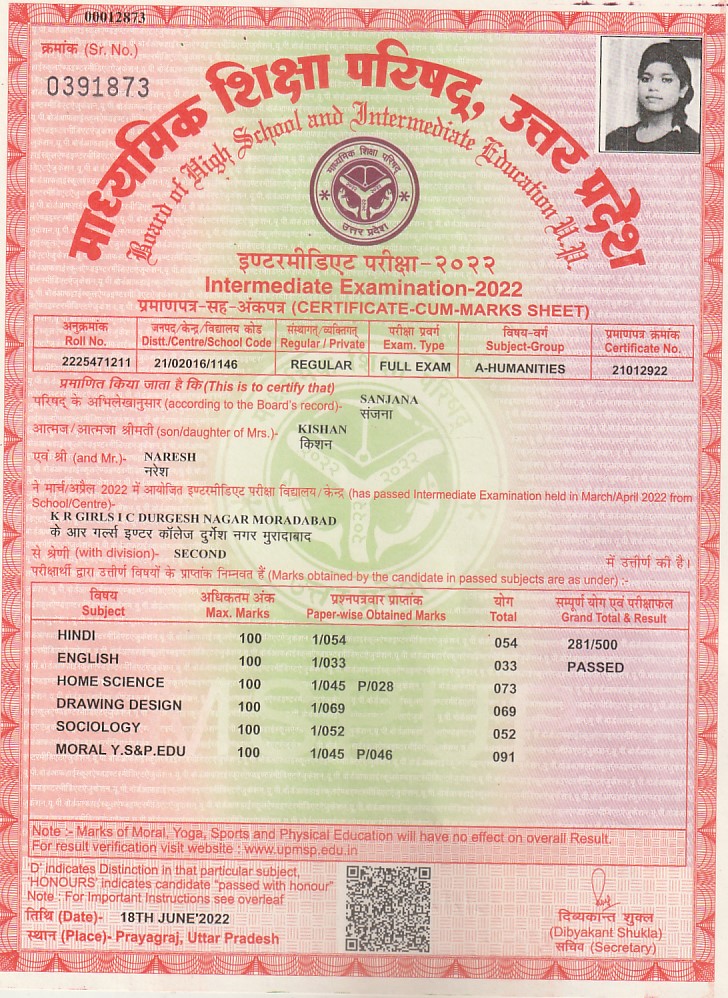 00012873
क्रमांक (Sr. No.)
0391873
माध्यमिक शिक्षा परिषद्, उत्तर प्रदेश
Board of High School and Intermediate Education U.P.
माध्यमिक शिक्षा परिषद्
उत्तर प्रदेश
इण्टरमीडिएट परीक्षा-२०२२
Intermediate Examination-2022
प्रमाणपत्र-सह-अंकपत्र (CERTIFICATE-CUM-MARKS SHEET)
अनुक्रमांक जनपद/केन्द्र/विद्यालय कोड संस्थागत/व्यक्तिगत परीक्षा प्रवर्ग विषय-वर्ग प्रमाणपत्र क्रमांक
Roll No. Distt./Centre/School Code Regular / Private Exam. Type Subject-Group Certificate No.
2225471211 21/02016/1146 REGULAR FULL EXAM A-HUMANITIES 21012922
प्रमाणित किया जाता है कि (This is to certify that)
परिषद् के अभिलेखानुसार (according to the Board's record)- SANJANA
संजना
आत्मज/आत्मजा श्रीमती (son/daughter of Mrs.)- KISHAN
किशन
एवं श्री (and Mr.)- NARESH
नरेश
ने मार्च/अप्रैल 2022 में आयोजित इण्टरमीडिएट परीक्षा विद्यालय/केन्द्र (has passed Intermediate Examination held in March/April 2022 from
School/Centre)-
K R GIRLS I C DURGESH NAGAR MORADABAD
के आर गर्ल्स इण्टर कॉलेज दुर्गेश नगर मुरादाबाद
से श्रेणी (with division)- SECOND में उत्तीर्ण की है।
परीक्षार्थी द्वारा उत्तीर्ण विषयों के प्राप्तांक निम्नवत हैं (Marks obtained by the candidate in passed subjects are as under) :-
विषय अधिकतम अंक प्रश्नपत्रवार प्राप्तांक योग सम्पूर्ण योग एवं परीक्षाफल
Subject Max. Marks Paper-wise Obtained Marks Total Grand Total & Result
HINDI 100 1/054 054 281/500
ENGLISH 100 1/033 033 PASSED
HOME SCIENCE 100 1/045 P/028 073
DRAWING DESIGN 100 1/069 069
SOCIOLOGY 100 1/052 052
MORAL Y.S&P.EDU 100 1/045 P/046 091
Note :- Marks of Moral, Yoga, Sports and Physical Education will have no effect on overall Result.
For result verification visit website : www.upmsp.edu.in
'D' indicates Distinction in that particular subject,
'HONOURS' indicates candidate "passed with honour"
Note : For Important Instructions see overleaf
तिथि (Date)- 18TH JUNE'2022
स्थान (Place)- Prayagraj, Uttar Pradesh
दिव्यकान्त शुक्ल
(Dibyakant Shukla)
सचिव (Secretary)